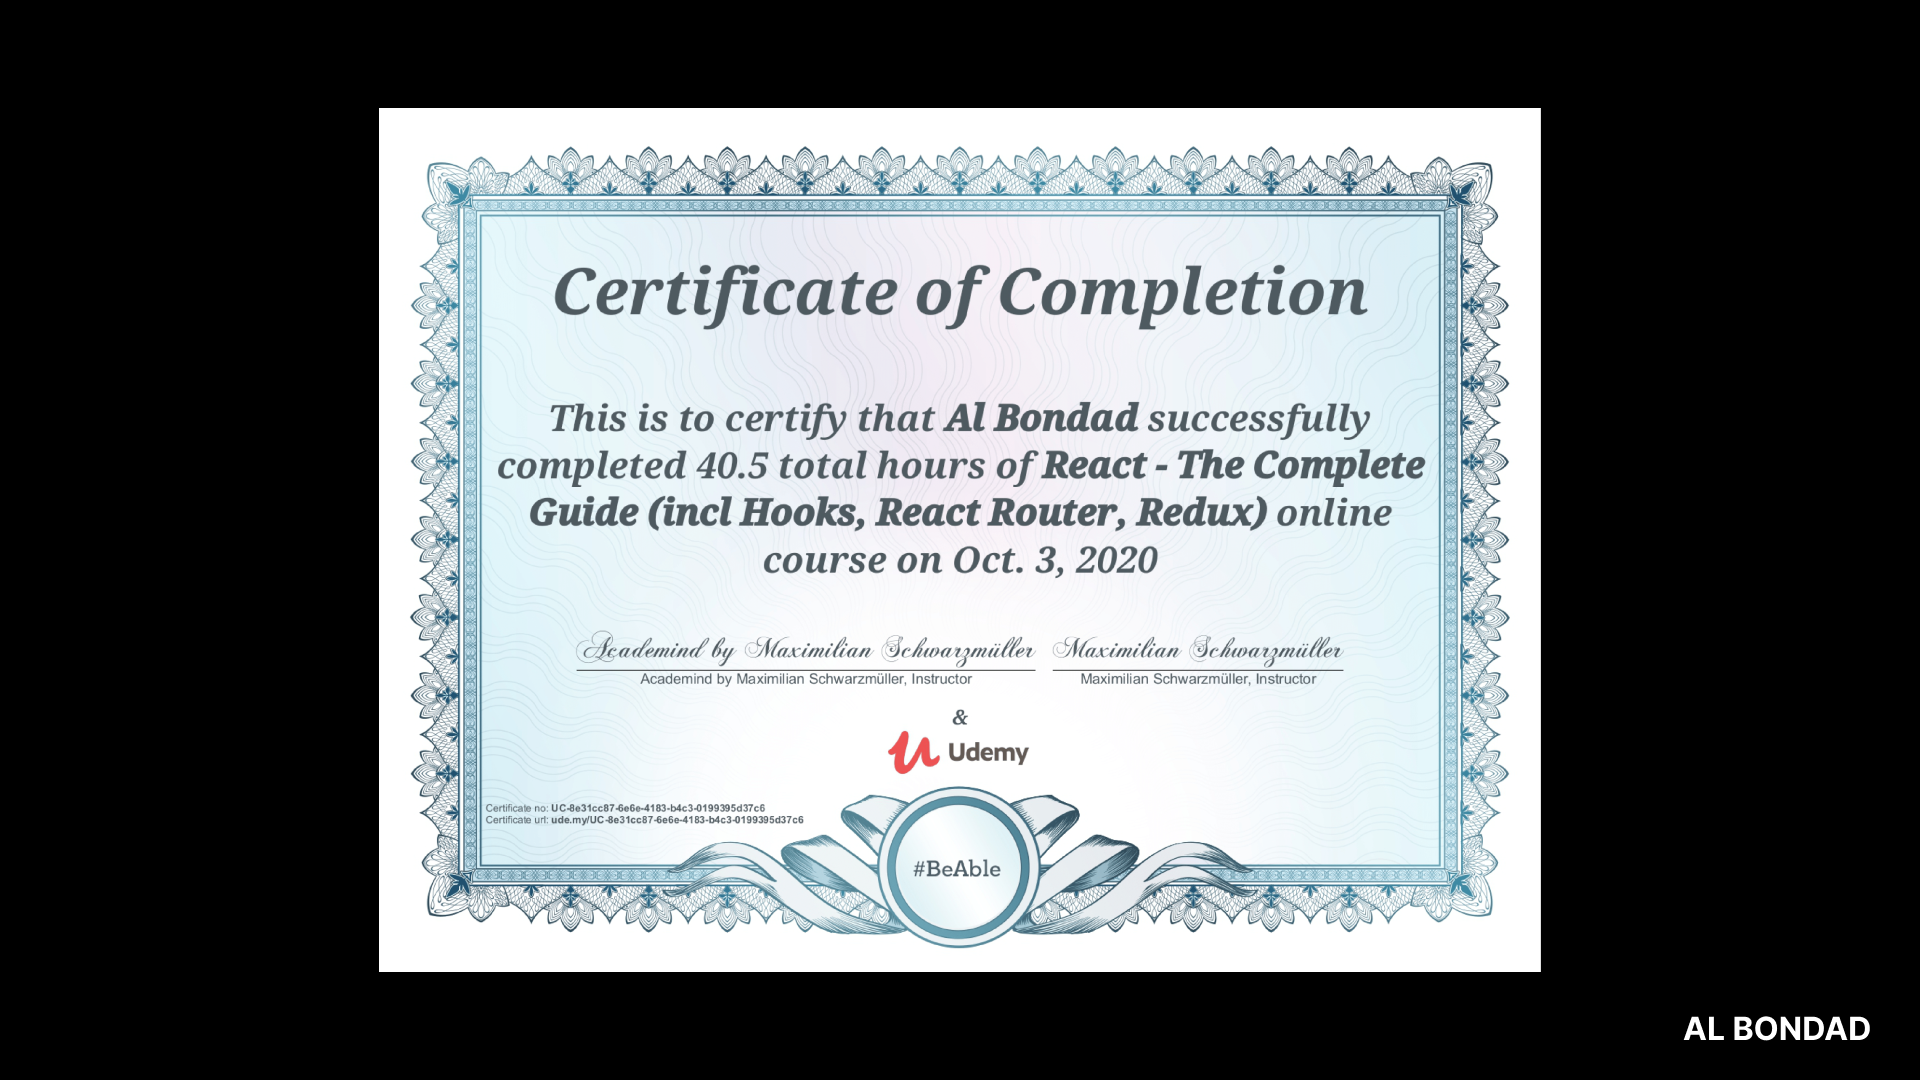 Certificate of Completion
This is to certify that Al Bondad successfully
completed 40.5 total hours of React - The Complete
Guide (incl Hooks, React Router, Redux) online
course on Oct. 3, 2020
Academind by Maximilian Schwarzmüller Maximilian Schwarzmüller
Academind by Maximilian Schwarzmüller, Instructor Maximilian Schwarzmüller, Instructor
&
Udemy
Certificate no: UC-8e31cc87-6e6e-4183-b4c3-0199395d37c6
Certificate url: ude.my/UC-8e31cc87-6e6e-4183-b4c3-0199395d37c6
#BeAble
AL BONDAD